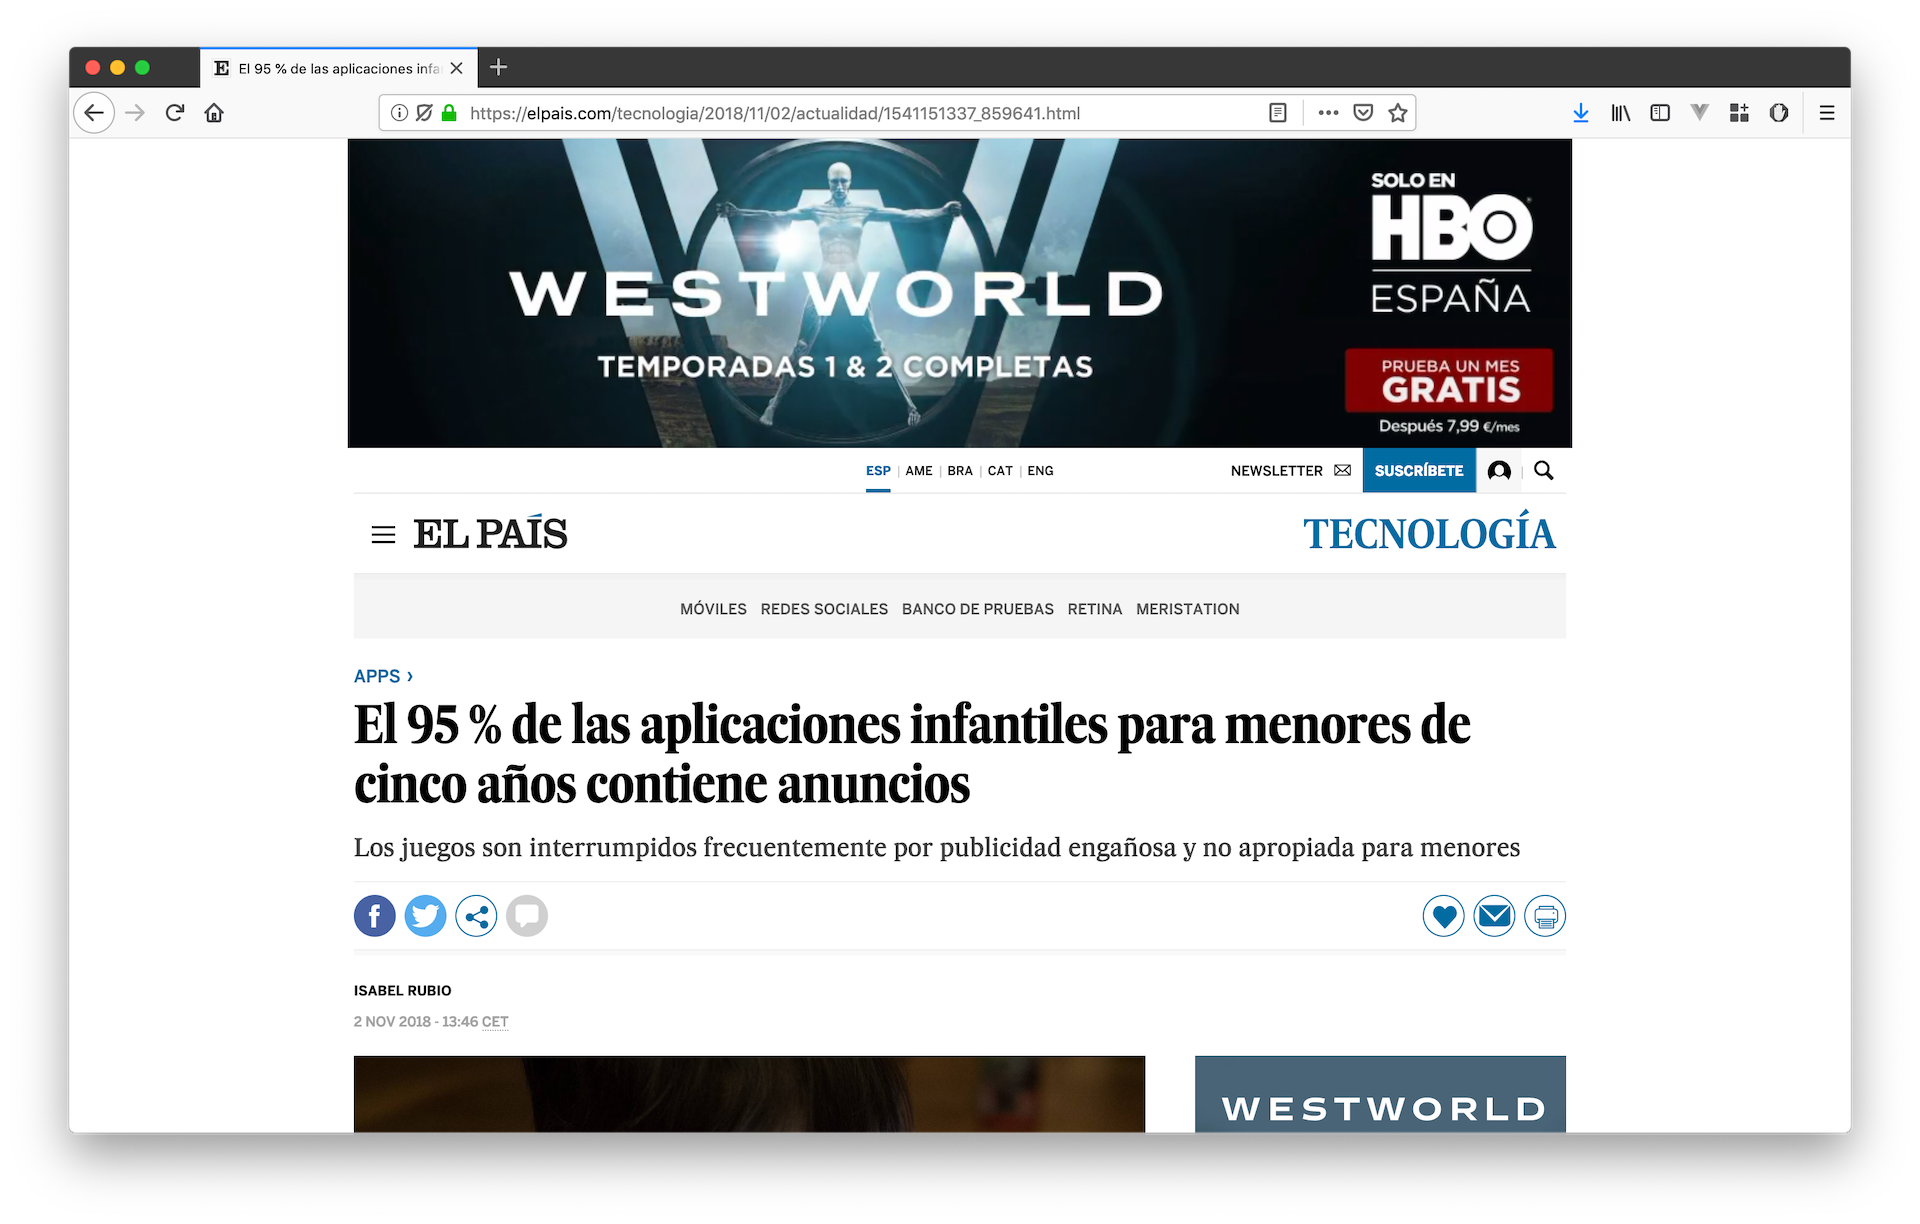 El 95 % de las aplicaciones infa
https://elpais.com/tecnologia/2018/11/02/actualidad/1541151337_859641.html
WESTWORLD
TEMPORADAS 1 & 2 COMPLETAS
SOLO EN
HBO
ESPAÑA
PRUEBA UN MES
GRATIS
Después 7,99 €/mes
ESP | AME | BRA | CAT | ENG
NEWSLETTER
SUSCRÍBETE
EL PAÍS
TECNOLOGÍA
MÓVILES REDES SOCIALES BANCO DE PRUEBAS RETINA MERISTATION
APPS ›
El 95 % de las aplicaciones infantiles para menores de
cinco años contiene anuncios
Los juegos son interrumpidos frecuentemente por publicidad engañosa y no apropiada para menores
ISABEL RUBIO
2 NOV 2018 - 13:46 CET
WESTWORLD